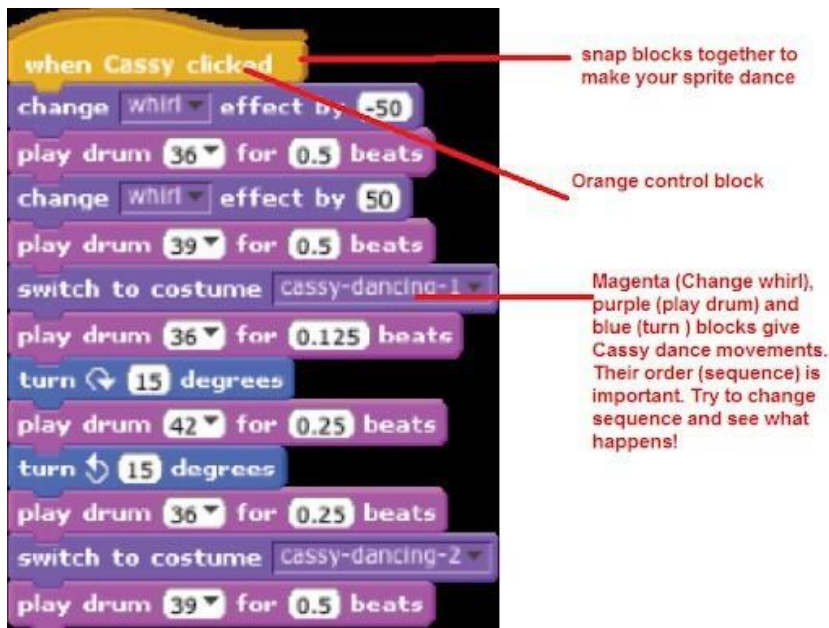 when Cassy clicked
change whirl effect by -50
play drum 36 for 0.5 beats
change whirl effect by 50
play drum 39 for 0.5 beats
switch to costume cassy-dancing-1
play drum 36 for 0.125 beats
turn 15 degrees
play drum 42 for 0.25 beats
turn 15 degrees
play drum 36 for 0.25 beats
switch to costume cassy-dancing-2
play drum 39 for 0.5 beats
snap blocks together to
make your sprite dance
Orange control block
Magenta (Change whirl),
purple (play drum) and
blue (turn ) blocks give
Cassy dance movements.
Their order (sequence) is
important. Try to change
sequence and see what
happens!